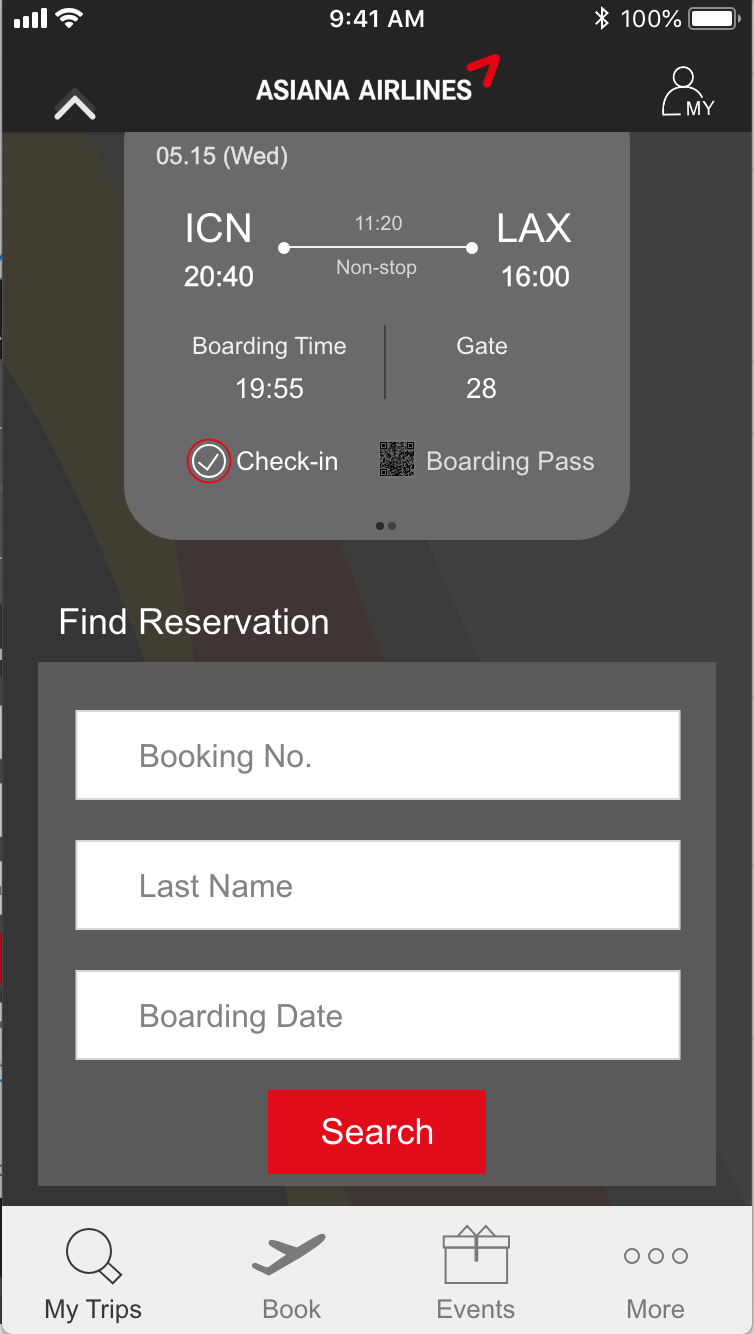 9:41 AM 100%
ASIANA AIRLINES
MY
05.15 (Wed)
ICN 11:20 LAX
20:40 Non-stop 16:00
Boarding Time Gate
19:55 28
Check-in Boarding Pass
Find Reservation
Booking No.
Last Name
Boarding Date
Search
My Trips Book Events More